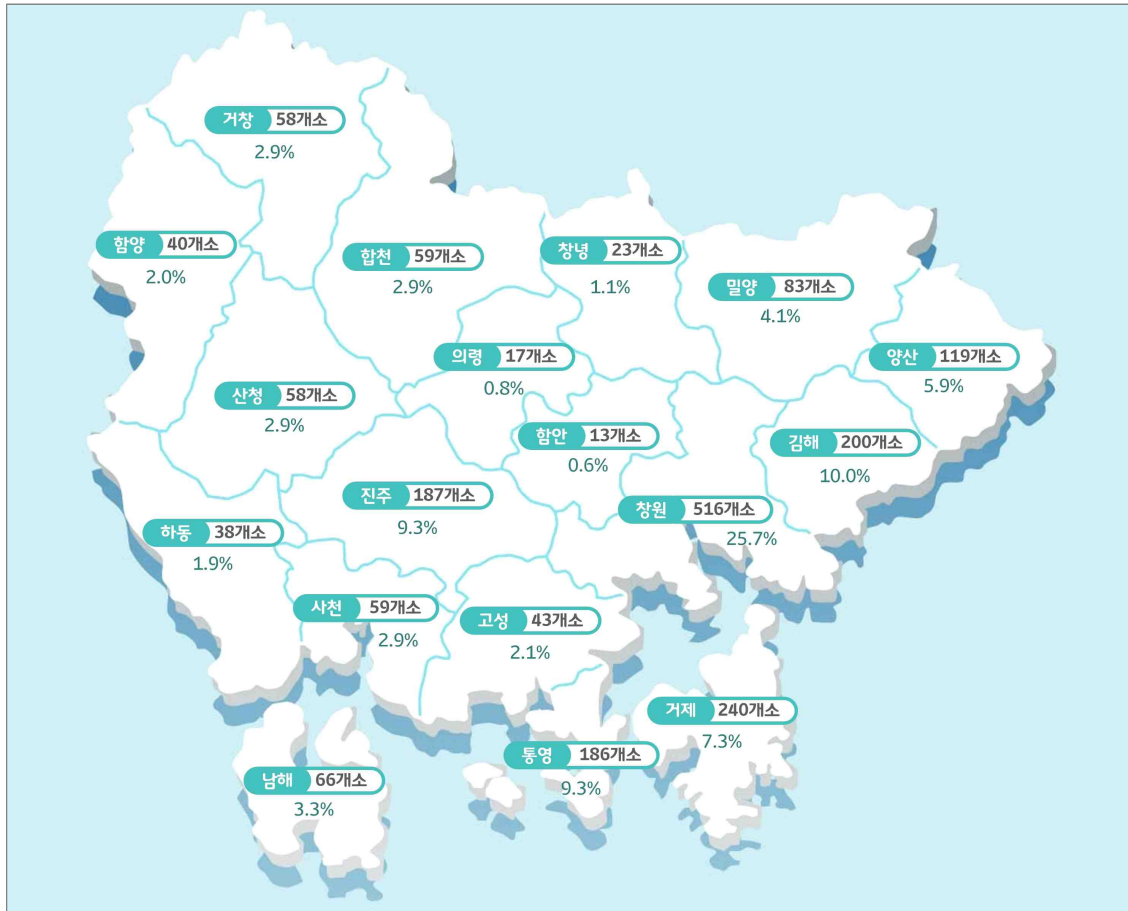 거창 58개소
2.9%
함양 40개소
2.0%
합천 59개소
2.9%
창녕 23개소
1.1%
밀양 83개소
4.1%
의령 17개소
0.8%
양산 119개소
5.9%
산청 58개소
2.9%
함안 13개소
0.6%
김해 200개소
10.0%
진주 187개소
9.3%
창원 516개소
25.7%
하동 38개소
1.9%
사천 59개소
2.9%
고성 43개소
2.1%
거제 240개소
7.3%
통영 186개소
9.3%
남해 66개소
3.3%